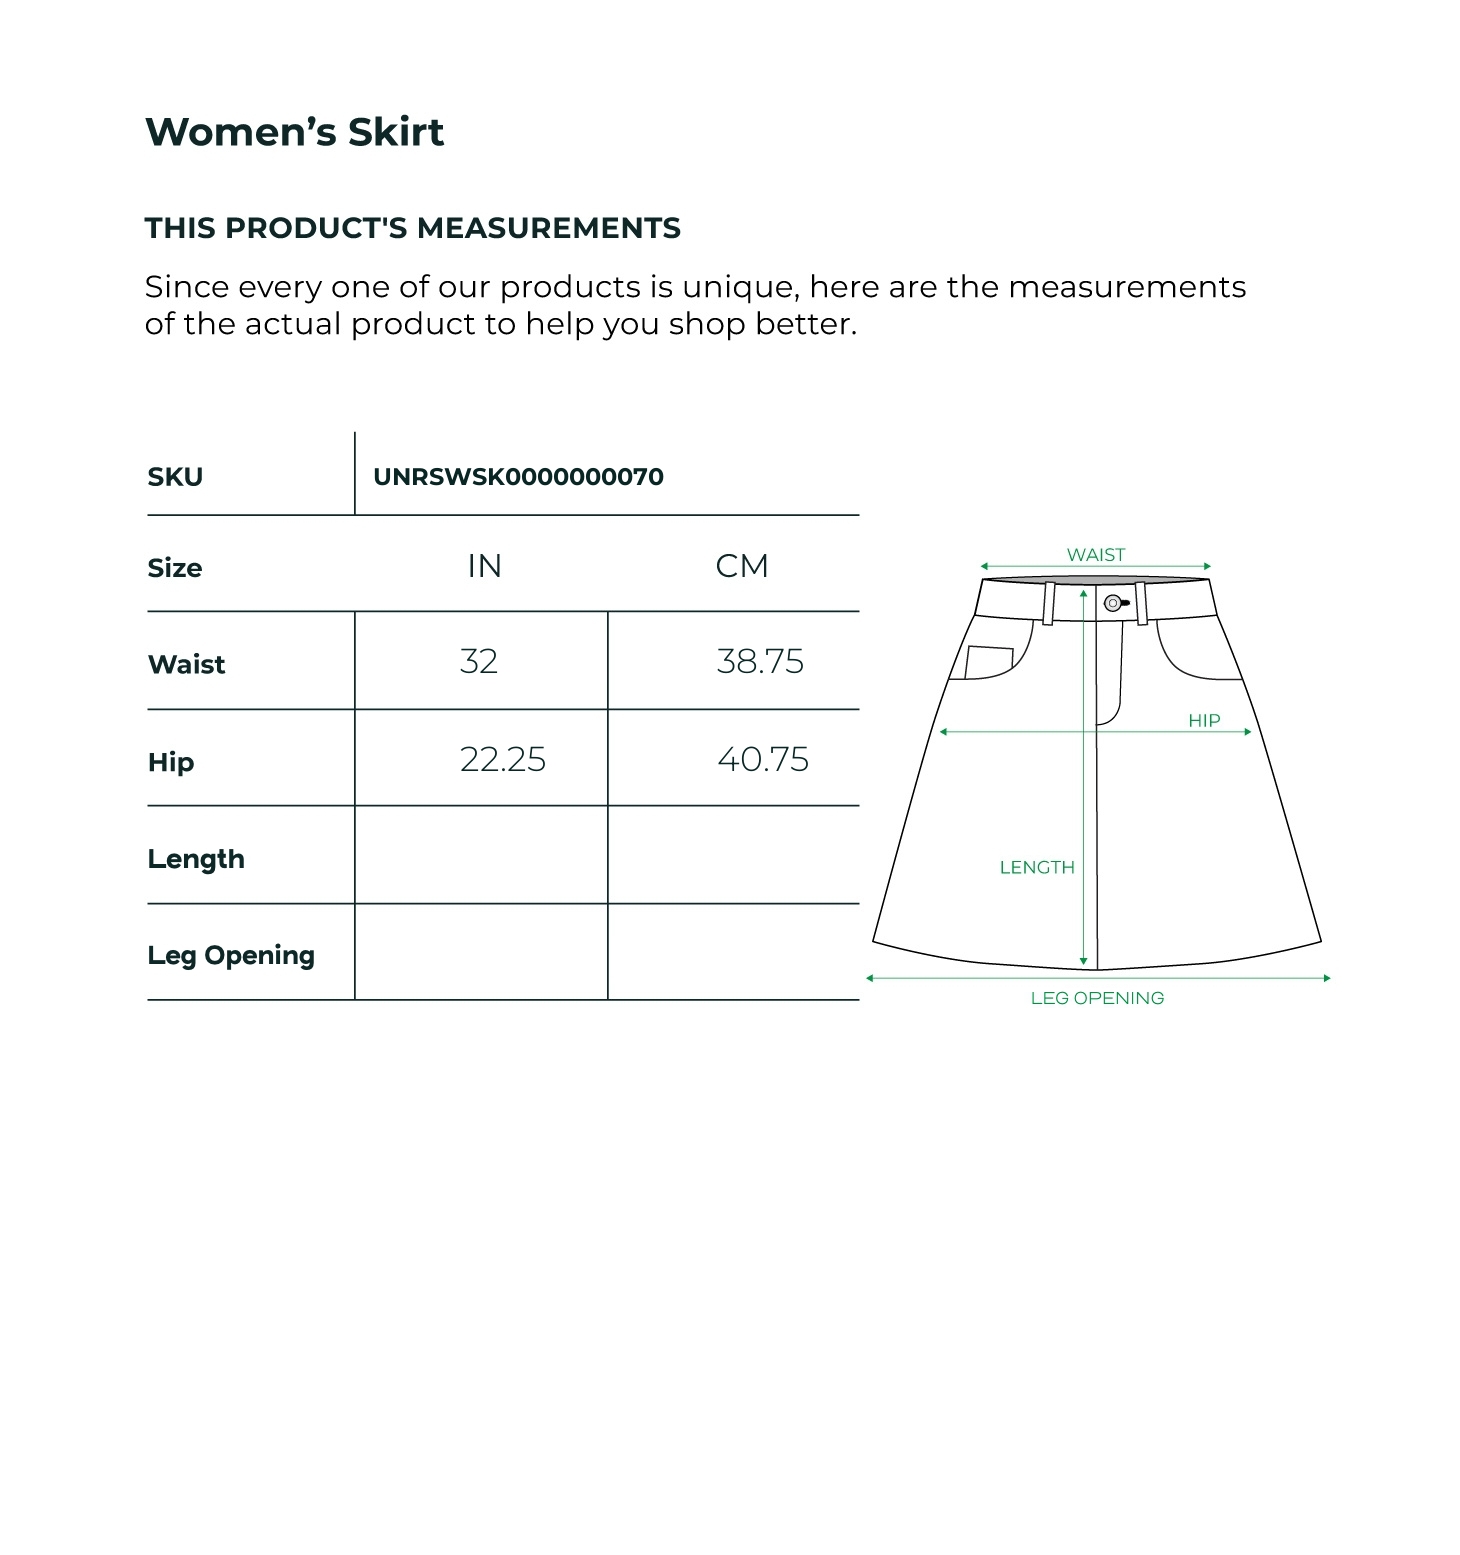 Women’s Skirt
THIS PRODUCT'S MEASUREMENTS
Since every one of our products is unique, here are the measurements
of the actual product to help you shop better.
SKU UNRSWSK0000000070
Size IN CM
Waist 32 38.75
Hip 22.25 40.75
Length
Leg Opening
WAIST
HIP
LENGTH
LEG OPENING